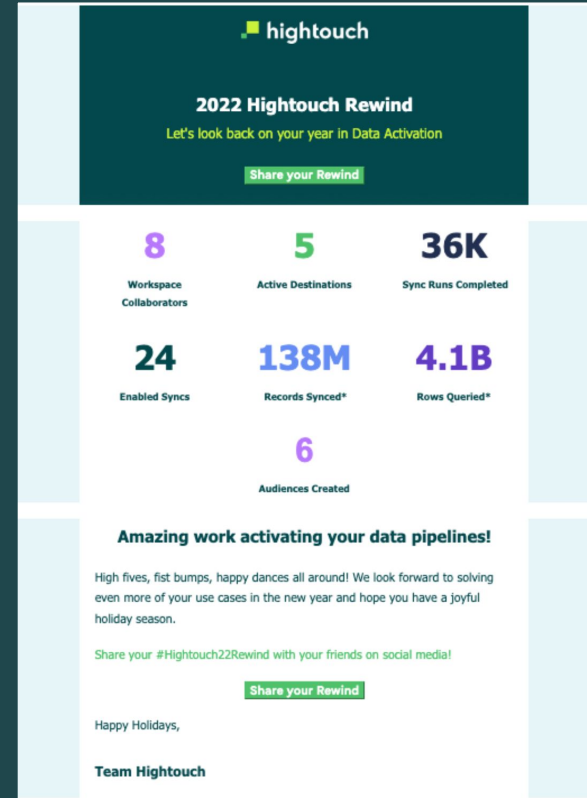 hightouch
2022 Hightouch Rewind
Let's look back on your year in Data Activation
Share your Rewind
8 5 36K
Workspace Active Destinations Sync Runs Completed
Collaborators
24 138M 4.1B
Enabled Syncs Records Synced* Rows Queried*
6
Audiences Created
Amazing work activating your data pipelines!
High fives, fist bumps, happy dances all around! We look forward to solving
even more of your use cases in the new year and hope you have a joyful
holiday season.
Share your #Hightouch22Rewind with your friends on social media!
Share your Rewind
Happy Holidays,
Team Hightouch